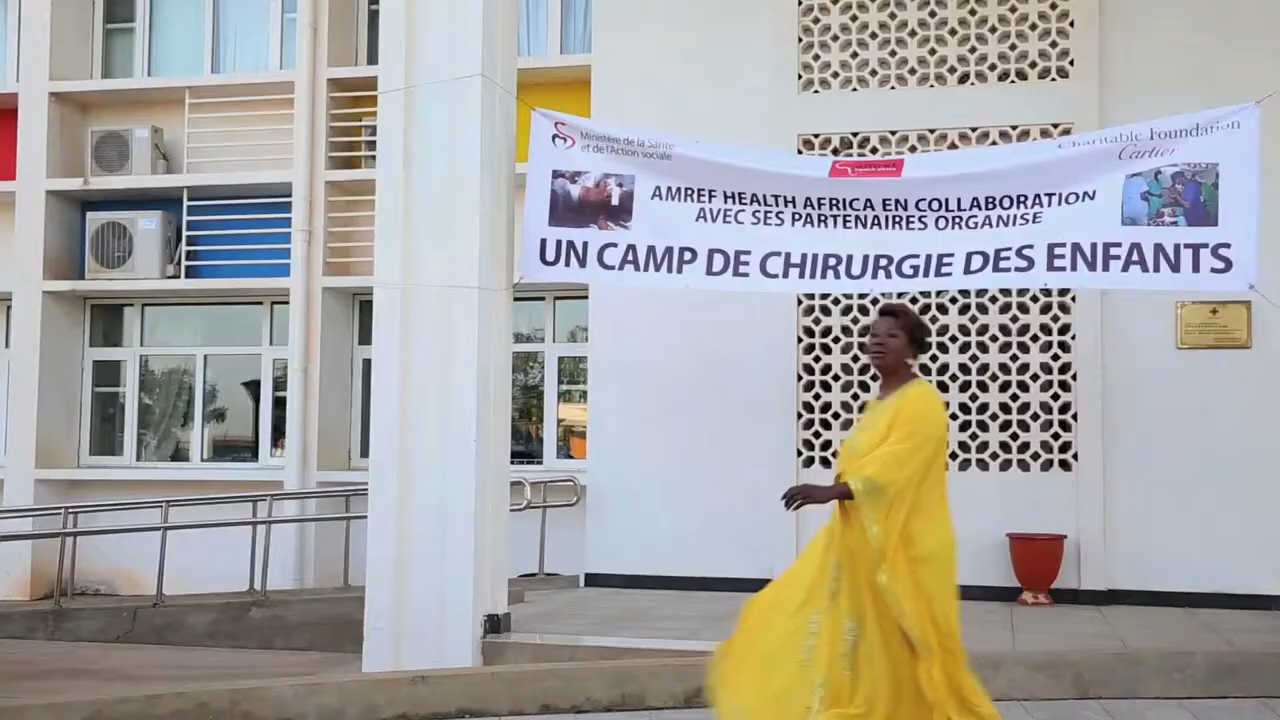 Ministère de la Santé
et de l'Action sociale
Charitable Foundation
Cartier
AMREF HEALTH AFRICA EN COLLABORATION
AVEC SES PARTENAIRES ORGANISE
UN CAMP DE CHIRURGIE DES ENFANTS